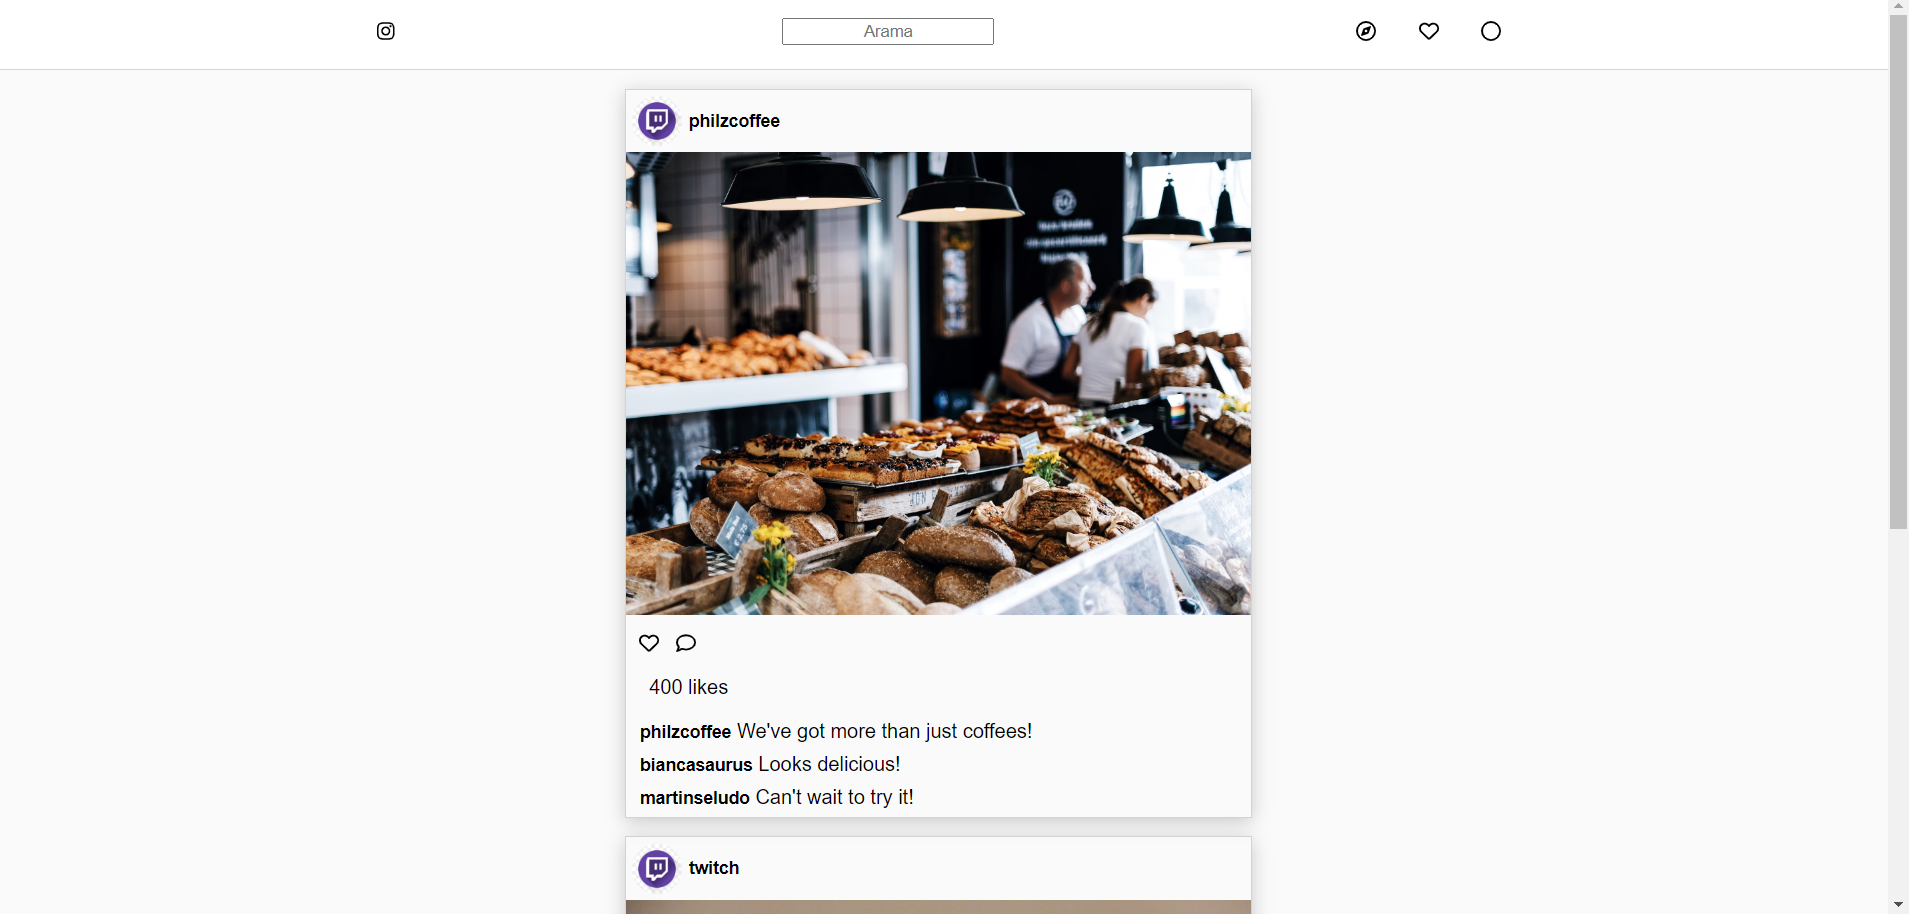 Arama
philzcoffee
400 likes
philzcoffee We've got more than just coffees!
biancasaurus Looks delicious!
martinseludo Can't wait to try it!
twitch